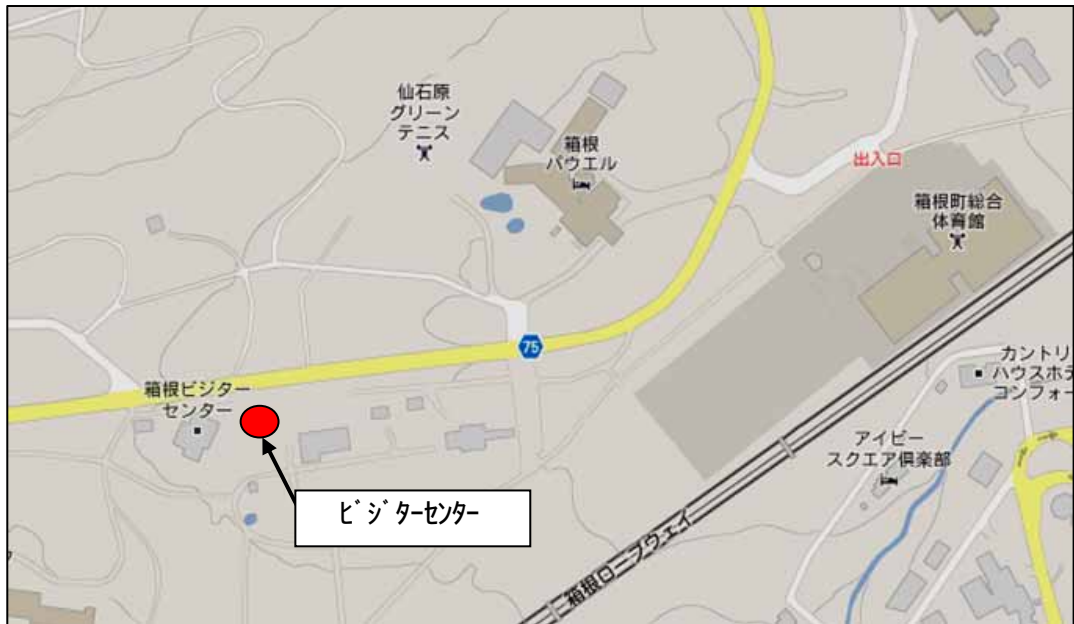 仙石原
グリーン
テニス
箱根
パウエル
出入口
箱根町総合
体育館
75
カントリ
ハウスホテ
コンフォー
箱根ビジター
センター
アイビー
スクエア倶楽部
ﾋﾞｼﾞﾀｰｾﾝﾀｰ
箱根ロープウェイ